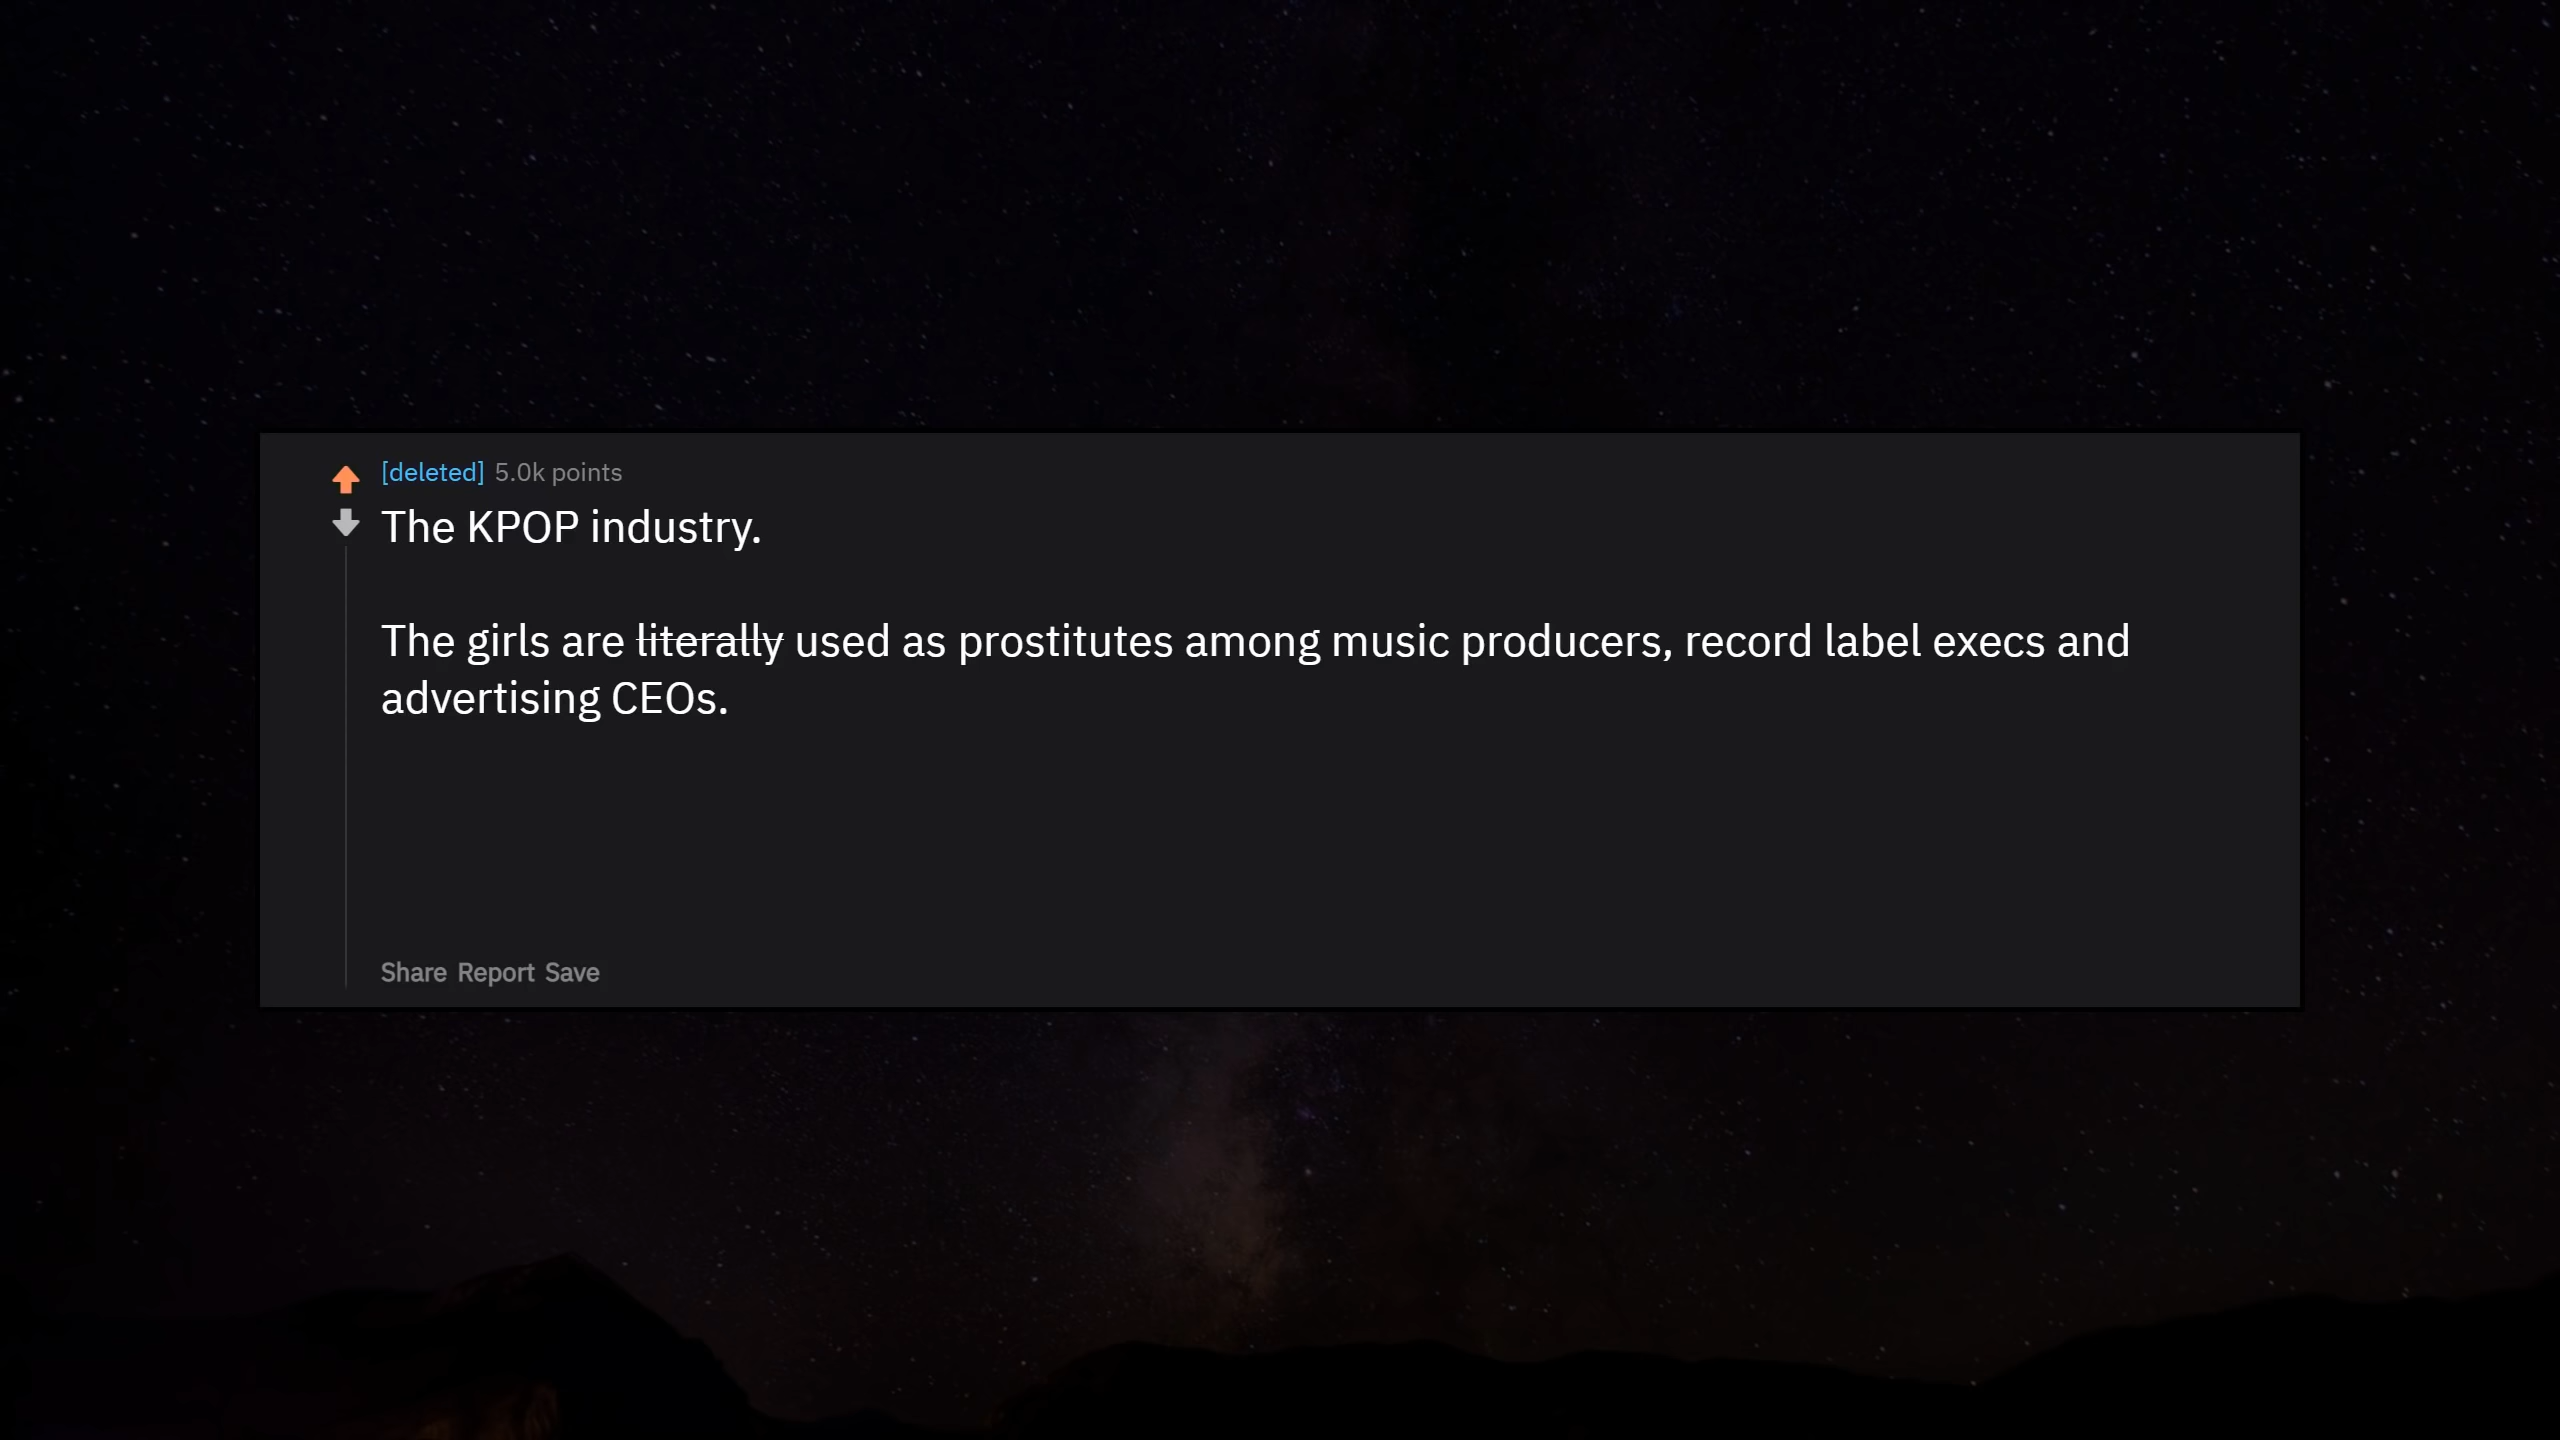 [deleted] 5.0k points
The KPOP industry.
The girls are literally used as prostitutes among music producers, record label execs and
advertising CEOs.
Share Report Save